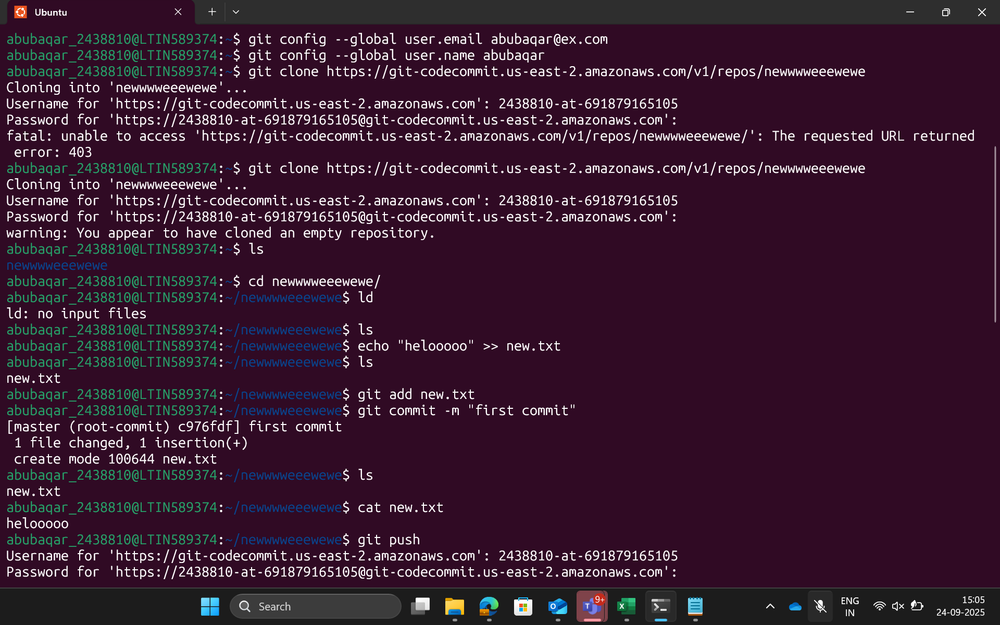 Ubuntu
abubaqar_2438810@LTIN589374:~$ git config --global user.email abubaqar@ex.com
abubaqar_2438810@LTIN589374:~$ git config --global user.name abubaqar
abubaqar_2438810@LTIN589374:~$ git clone https://git-codecommit.us-east-2.amazonaws.com/v1/repos/newwwweeewewe
Cloning into 'newwwweeewewe'...
Username for 'https://git-codecommit.us-east-2.amazonaws.com': 2438810-at-691879165105
Password for 'https://2438810-at-691879165105@git-codecommit.us-east-2.amazonaws.com':
fatal: unable to access 'https://git-codecommit.us-east-2.amazonaws.com/v1/repos/newwwweeewewe/': The requested URL returned
 error: 403
abubaqar_2438810@LTIN589374:~$ git clone https://git-codecommit.us-east-2.amazonaws.com/v1/repos/newwwweeewewe
Cloning into 'newwwweeewewe'...
Username for 'https://git-codecommit.us-east-2.amazonaws.com': 2438810-at-691879165105
Password for 'https://2438810-at-691879165105@git-codecommit.us-east-2.amazonaws.com':
warning: You appear to have cloned an empty repository.
abubaqar_2438810@LTIN589374:~$ ls
newwwweeewewe
abubaqar_2438810@LTIN589374:~$ cd newwwweeewewe/
abubaqar_2438810@LTIN589374:~/newwwweeewewe$ ld
ld: no input files
abubaqar_2438810@LTIN589374:~/newwwweeewewe$ ls
abubaqar_2438810@LTIN589374:~/newwwweeewewe$ echo "helooooo" >> new.txt
abubaqar_2438810@LTIN589374:~/newwwweeewewe$ ls
new.txt
abubaqar_2438810@LTIN589374:~/newwwweeewewe$ git add new.txt
abubaqar_2438810@LTIN589374:~/newwwweeewewe$ git commit -m "first commit"
[master (root-commit) c976fdf] first commit
 1 file changed, 1 insertion(+)
 create mode 100644 new.txt
abubaqar_2438810@LTIN589374:~/newwwweeewewe$ ls
new.txt
abubaqar_2438810@LTIN589374:~/newwwweeewewe$ cat new.txt
helooooo
abubaqar_2438810@LTIN589374:~/newwwweeewewe$ git push
Username for 'https://git-codecommit.us-east-2.amazonaws.com': 2438810-at-691879165105
Password for 'https://2438810-at-691879165105@git-codecommit.us-east-2.amazonaws.com':
Search
9+
ENG
IN
15:05
24-09-2025